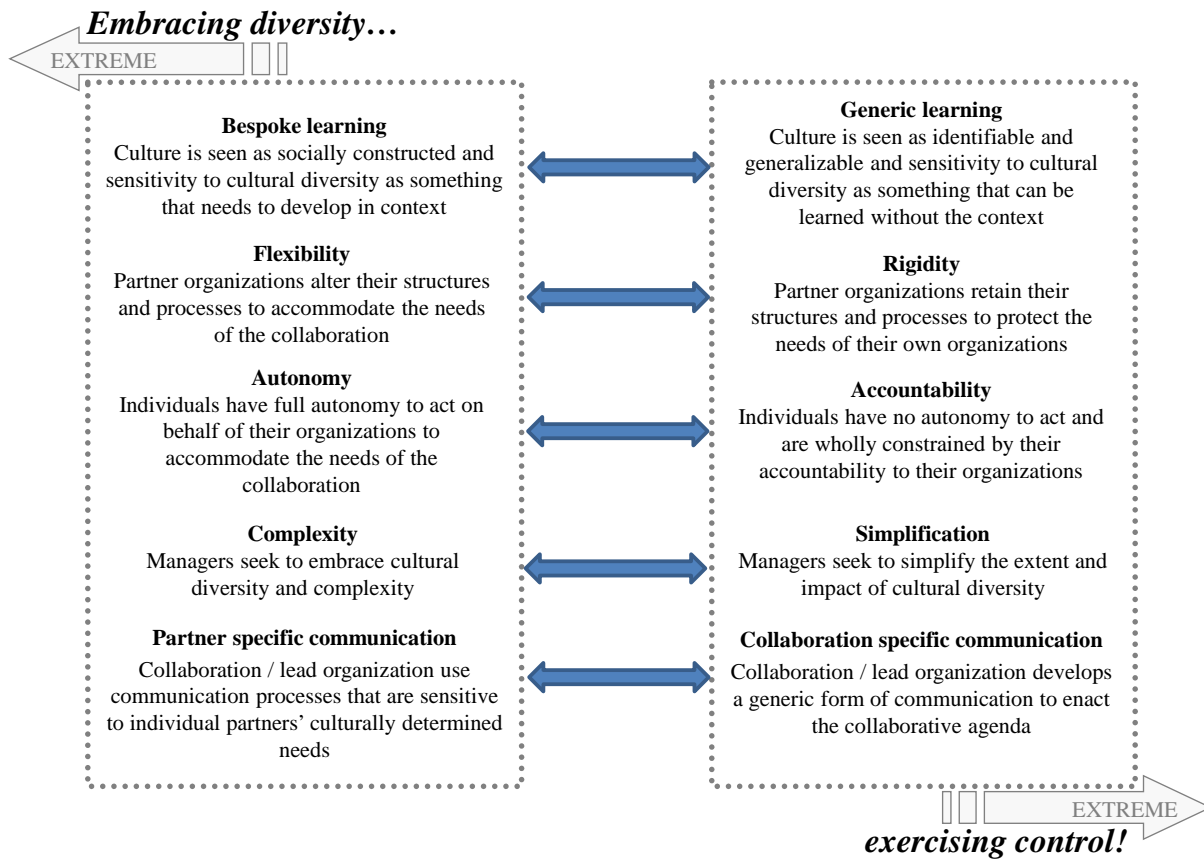 Embracing diversity…
EXTREME
Bespoke learning
Culture is seen as socially constructed and
sensitivity to cultural diversity as something
that needs to develop in context
Flexibility
Partner organizations alter their structures
and processes to accommodate the needs
of the collaboration
Autonomy
Individuals have full autonomy to act on
behalf of their organizations to
accommodate the needs of the
collaboration
Complexity
Managers seek to embrace cultural
diversity and complexity
Partner specific communication
Collaboration / lead organization use
communication processes that are sensitive
to individual partners’ culturally determined
needs
Generic learning
Culture is seen as identifiable and
generalizable and sensitivity to cultural
diversity as something that can be
learned without the context
Rigidity
Partner organizations retain their
structures and processes to protect the
needs of their own organizations
Accountability
Individuals have no autonomy to act and
are wholly constrained by their
accountability to their organizations
Simplification
Managers seek to simplify the extent and
impact of cultural diversity
Collaboration specific communication
Collaboration / lead organization develops
a generic form of communication to enact
the collaborative agenda
EXTREME
exercising control!